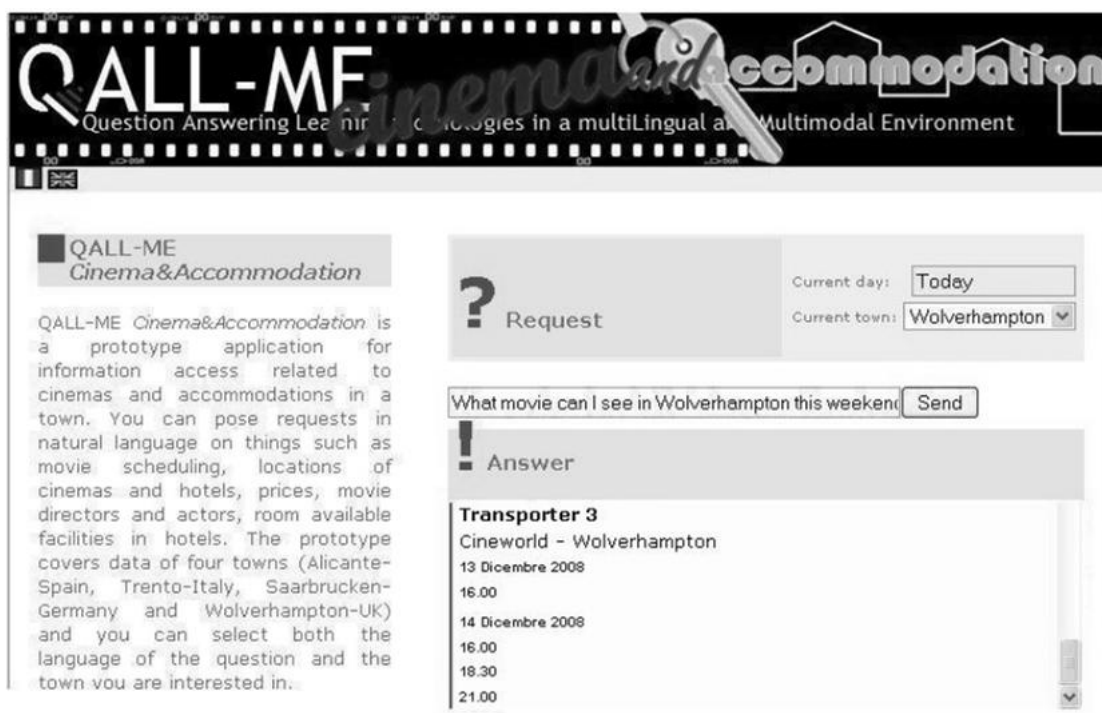 QALL-ME
cinema and accommodation
Question Answering Lea nologies in a multiLingual an Multimodal Environment
QALL-ME
Cinema&Accommodation
QALL-ME Cinema&Accommodation is
a prototype application for
information access related to
cinemas and accommodations in a
town. You can pose requests in
natural language on things such as
movie scheduling, locations of
cinemas and hotels, prices, movie
directors and actors, room available
facilities in hotels. The prototype
covers data of four towns (Alicante-
Spain, Trento-Italy, Saarbrucken-
Germany and Wolverhampton-UK)
and you can select both the
language of the question and the
town you are interested in.
? Request
Current day: Today
Current town: Wolverhampton
What movie can I see in Wolverhampton this weekend Send
! Answer
Transporter 3
Cineworld - Wolverhampton
13 Dicembre 2008
16.00
14 Dicembre 2008
16.00
18.30
21.00